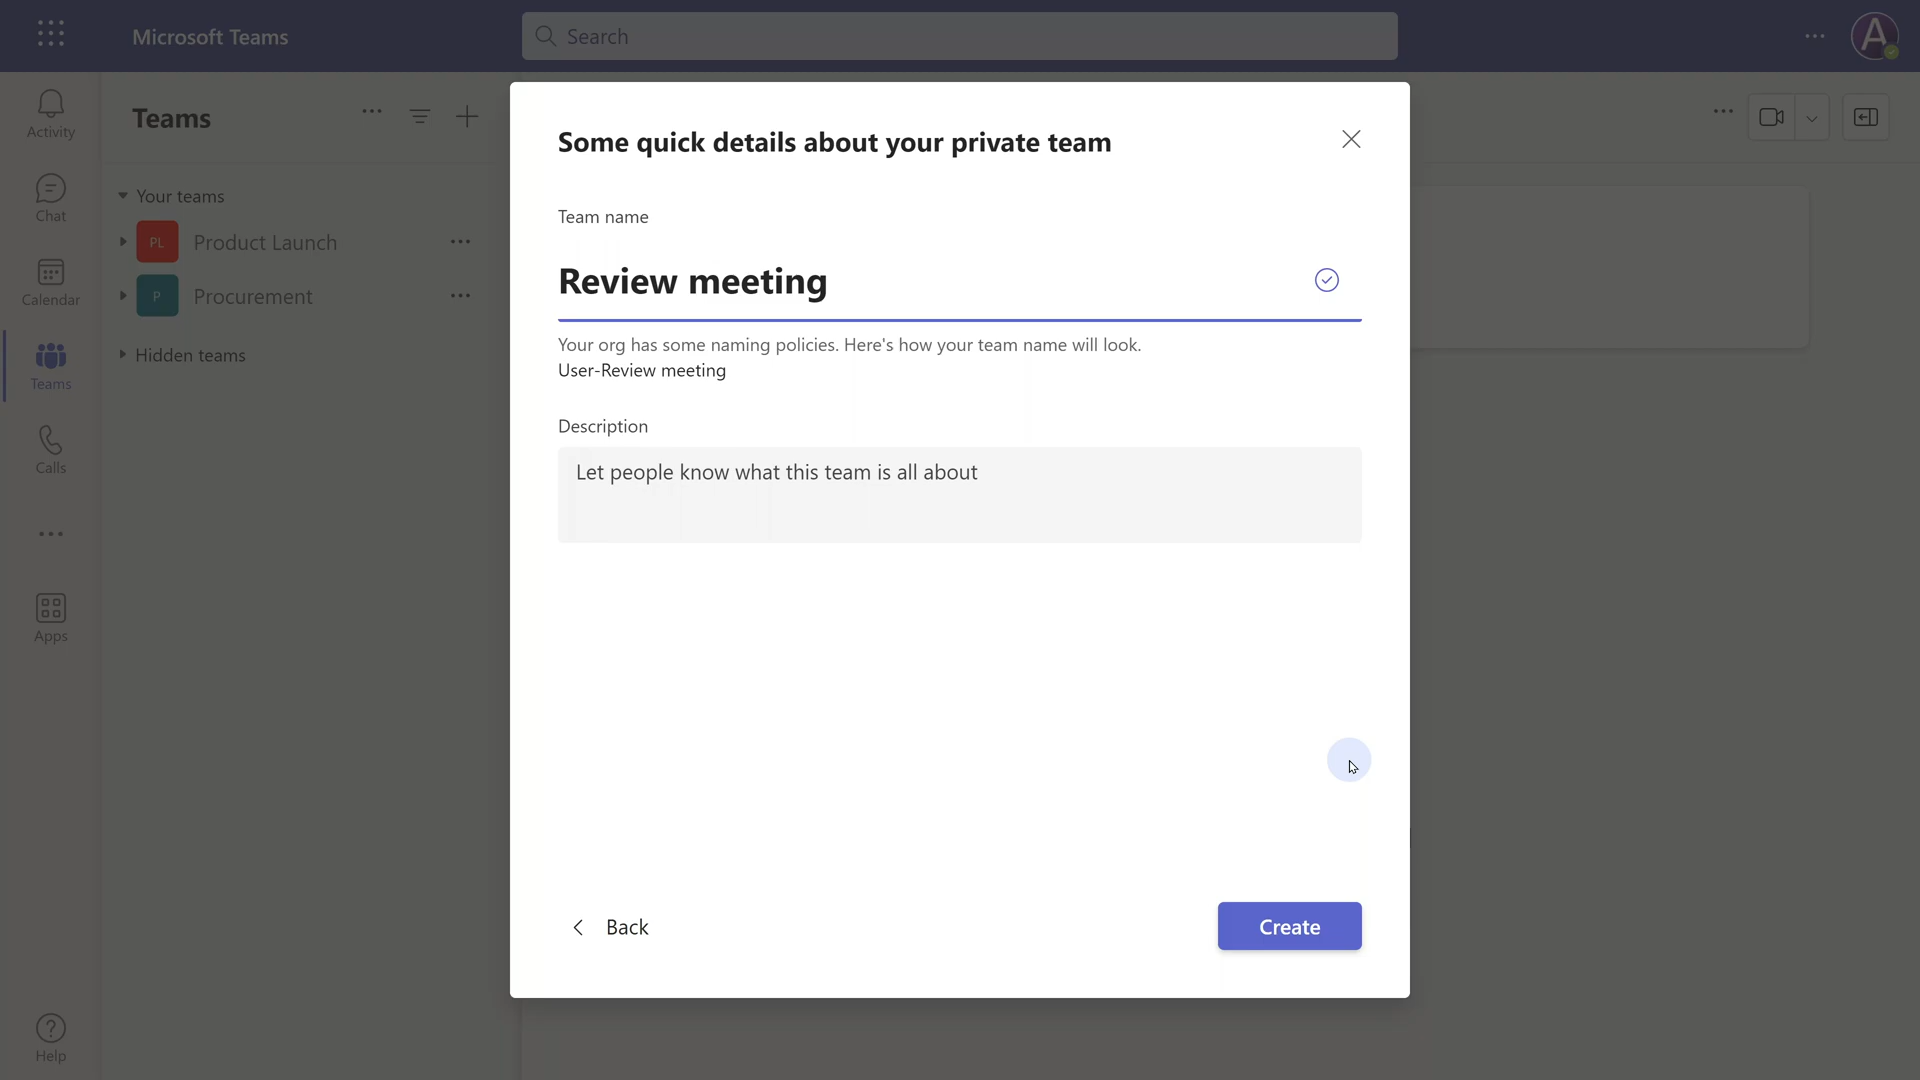 Microsoft Teams
Search
A
Activity
Chat
Calendar
Teams
Calls
Apps
Help
Teams
Your teams
PL Product Launch
P Procurement
Hidden teams
Some quick details about your private team
Team name
Review meeting
Your org has some naming policies. Here's how your team name will look.
User-Review meeting
Description
Let people know what this team is all about
Back
Create